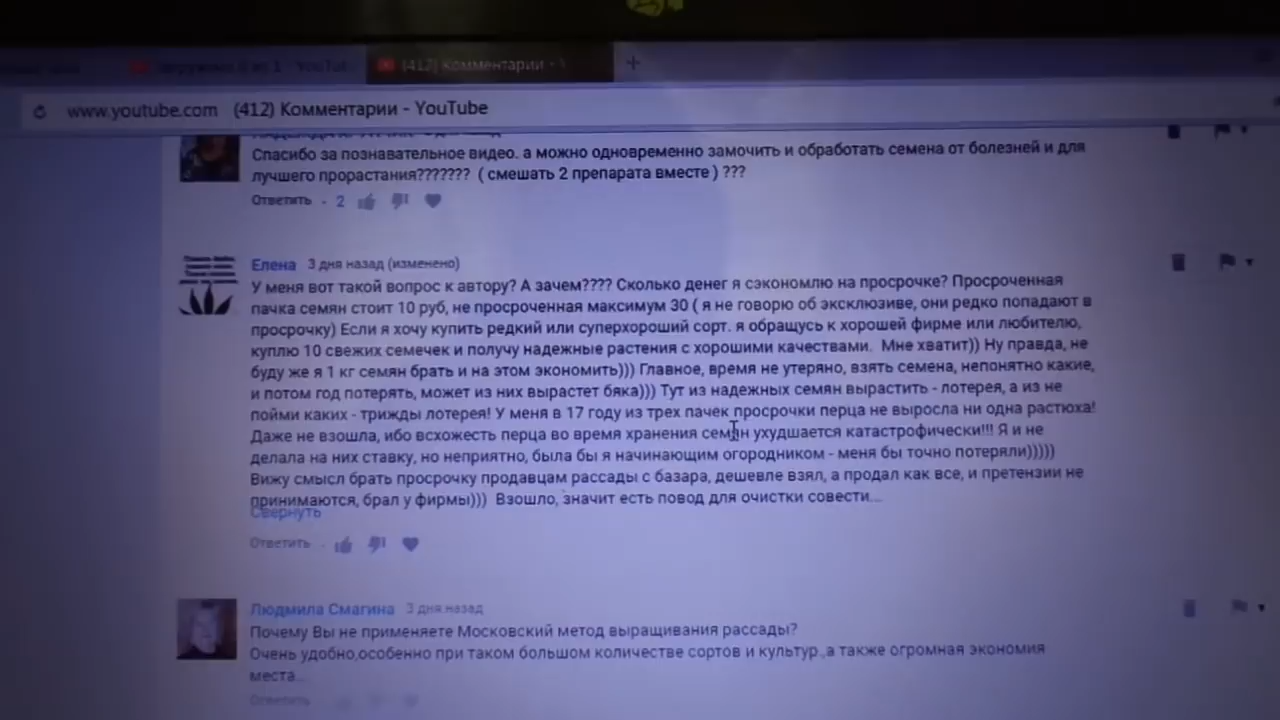 (412) Комментарии -
www.youtube.com (412) Комментарии - YouTube
Спасибо за познавательное видео. а можно одновременно замочить и обработать семена от болезней и для
лучшего прорастания??????? ( смешать 2 препарата вместе ) ???
Ответить · 2
Елена 3 дня назад (изменено)
У меня вот такой вопрос к автору? А зачем???? Сколько денег я сэкономлю на просрочке? Просроченная
пачка семян стоит 10 руб, не просроченная максимум 30 ( я не говорю об эксклюзиве, они редко попадают в
просрочку) Если я хочу купить редкий или суперхороший сорт. я обращусь к хорошей фирме или любителю,
куплю 10 свежих семечек и получу надежные растения с хорошими качествами. Мне хватит)) Ну правда, не
буду же я 1 кг семян брать и на этом экономить))) Главное, время не утеряно, взять семена, непонятно какие,
и потом год потерять, может из них вырастет бяка))) Тут из надежных семян вырастить - лотерея, а из не
пойми каких - трижды лотерея! У меня в 17 году из трех пачек просрочки перца не выросла ни одна растюха!
Даже не взошла, ибо всхожесть перца во время хранения семян ухудшается катастрофически!!! Я и не
делала на них ставку, но неприятно, была бы я начинающим огородником - меня бы точно потеряли)))))
Вижу смысл брать просрочку продавцам рассады с базара, дешевле взял, а продал как все, и претензии не
принимаются, брал у фирмы))) Взошло, значит есть повод для очистки совести...
Свернуть
Ответить ·
Людмила Смагина 3 дня назад
Почему Вы не применяете Московский метод выращивания рассады?
Очень удобно,особенно при таком большом количестве сортов и культур.,а также огромная экономия
места...
Ответить